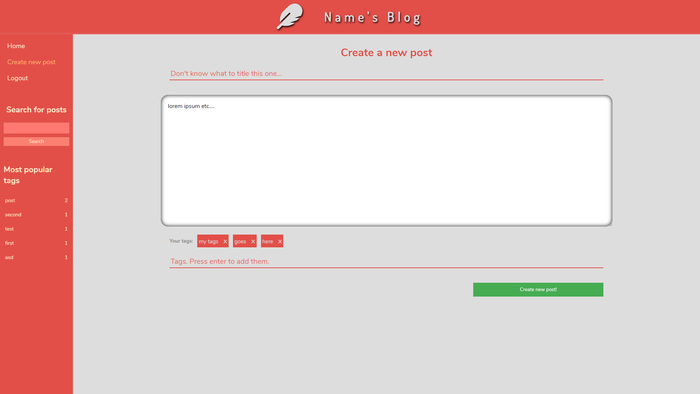 Name's Blog
Home
Create new post
Logout
Search for posts
Search
Most popular
tags
post 2
second 1
test 1
first 1
asd 1
Create a new post
Don't know what to title this one...
lorem ipsum etc...
Your tags: my tags × goes × here ×
Tags. Press enter to add them.
Create new post!